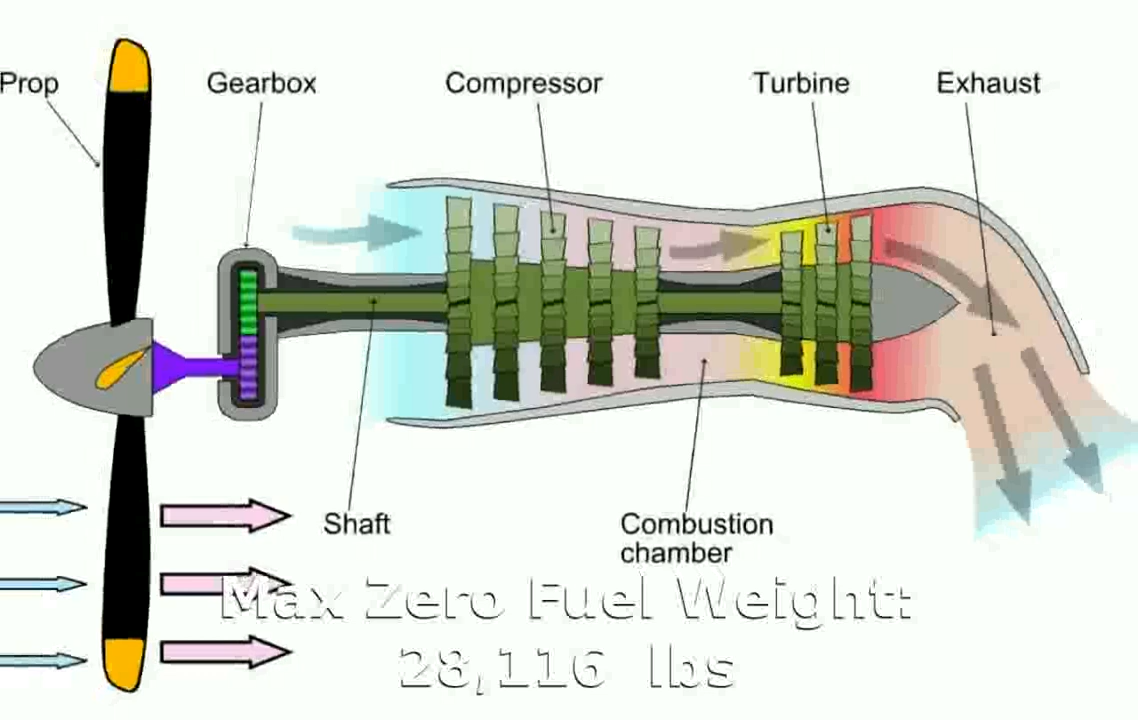 Prop
Gearbox
Compressor
Turbine
Exhaust
Shaft
Combustion
chamber
Max Zero Fuel Weight:
28,116 lbs